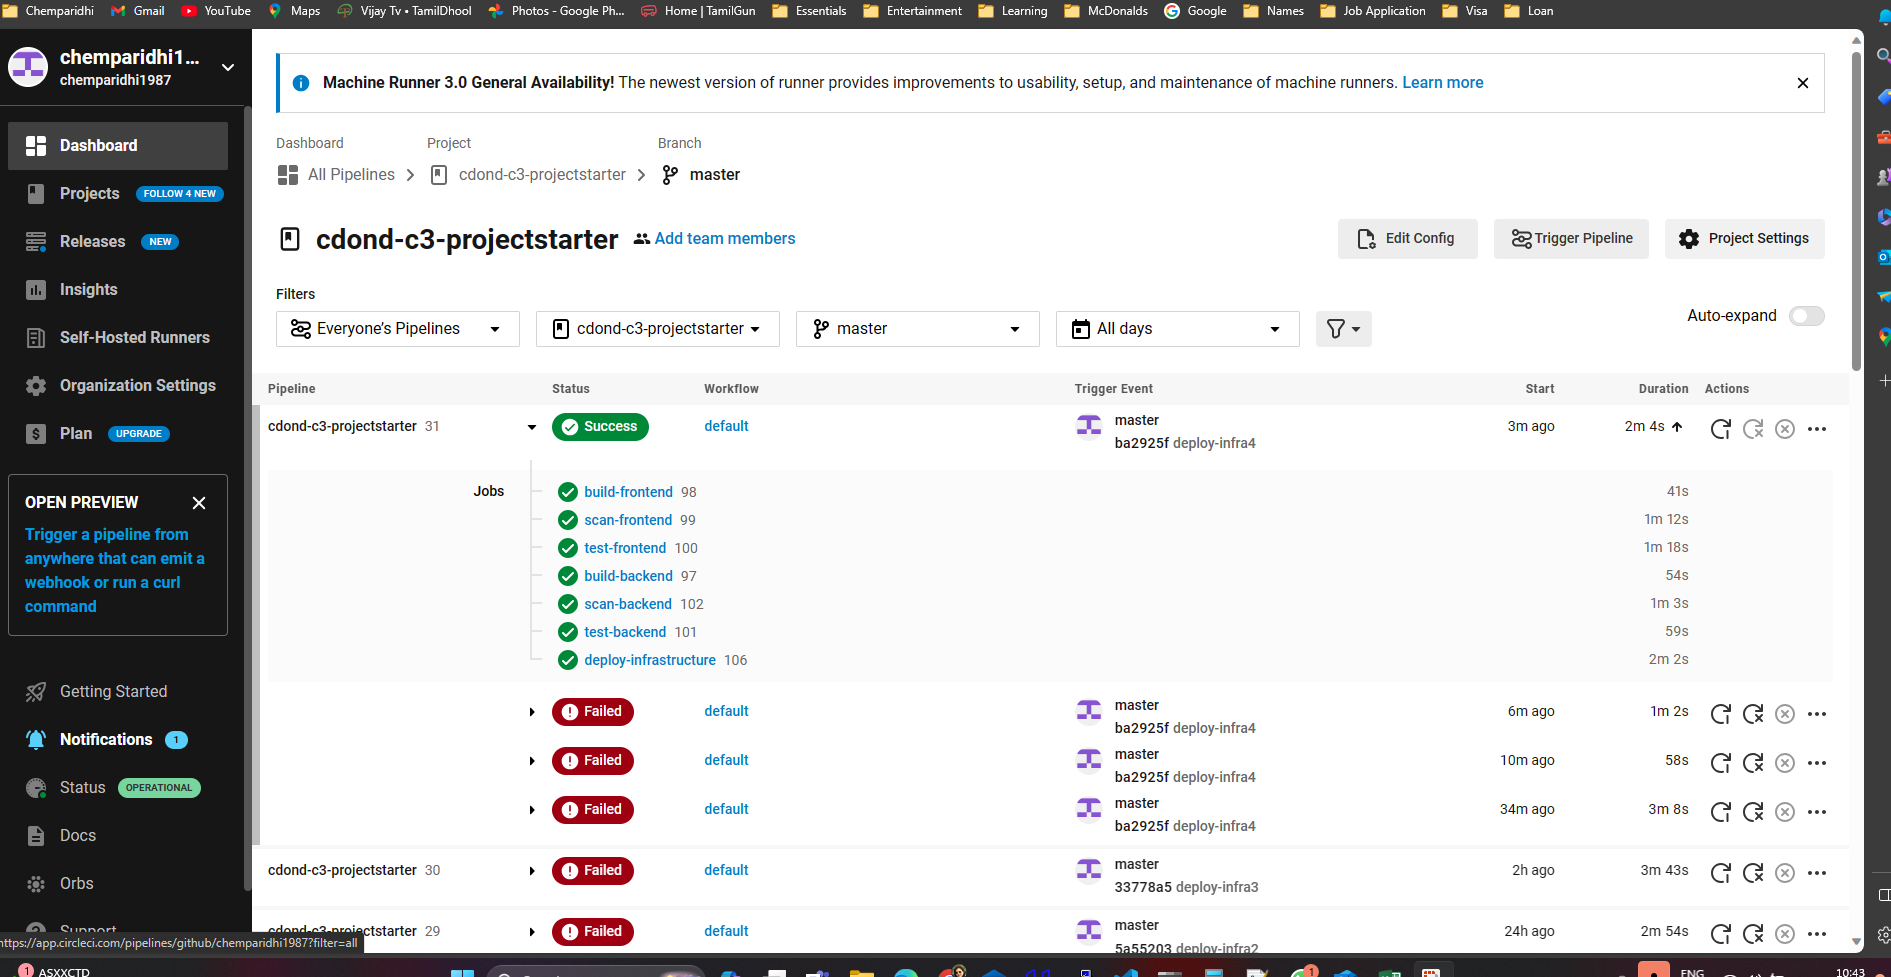 Chemparidhi Gmail YouTube Maps Vijay Tv • TamilDhool Photos - Google Ph... Home | TamilGun Essentials Entertainment Learning McDonalds Google Names Job Application Visa Loan
chemparidhi1...
chemparidhi1987
Dashboard
Projects FOLLOW 4 NEW
Releases NEW
Insights
Self-Hosted Runners
Organization Settings
Plan UPGRADE
OPEN PREVIEW
Trigger a pipeline from
anywhere that can emit a
webhook or run a curl
command
Getting Started
Notifications 1
Status OPERATIONAL
Docs
Orbs
Support
https://app.circleci.com/pipelines/github/chemparidhi1987?filter=all
Machine Runner 3.0 General Availability! The newest version of runner provides improvements to usability, setup, and maintenance of machine runners. Learn more
Dashboard Project Branch
All Pipelines cdond-c3-projectstarter master
cdond-c3-projectstarter Add team members Edit Config Trigger Pipeline Project Settings
Filters
Everyone's Pipelines cdond-c3-projectstarter master All days Auto-expand
Pipeline Status Workflow Trigger Event Start Duration Actions
cdond-c3-projectstarter 31 Success default master 3m ago 2m 4s
ba2925f deploy-infra4
Jobs build-frontend 98 41s
scan-frontend 99 1m 12s
test-frontend 100 1m 18s
build-backend 97 54s
scan-backend 102 1m 3s
test-backend 101 59s
deploy-infrastructure 106 2m 2s
Failed default master 6m ago 1m 2s
ba2925f deploy-infra4
Failed default master 10m ago 58s
ba2925f deploy-infra4
Failed default master 34m ago 3m 8s
ba2925f deploy-infra4
cdond-c3-projectstarter 30 Failed default master 2h ago 3m 43s
33778a5 deploy-infra3
cdond-c3-projectstarter 29 Failed default master 24h ago 2m 54s
5a55203 deploy-infra2
1 ASXXCTD 1 ENG 10:43